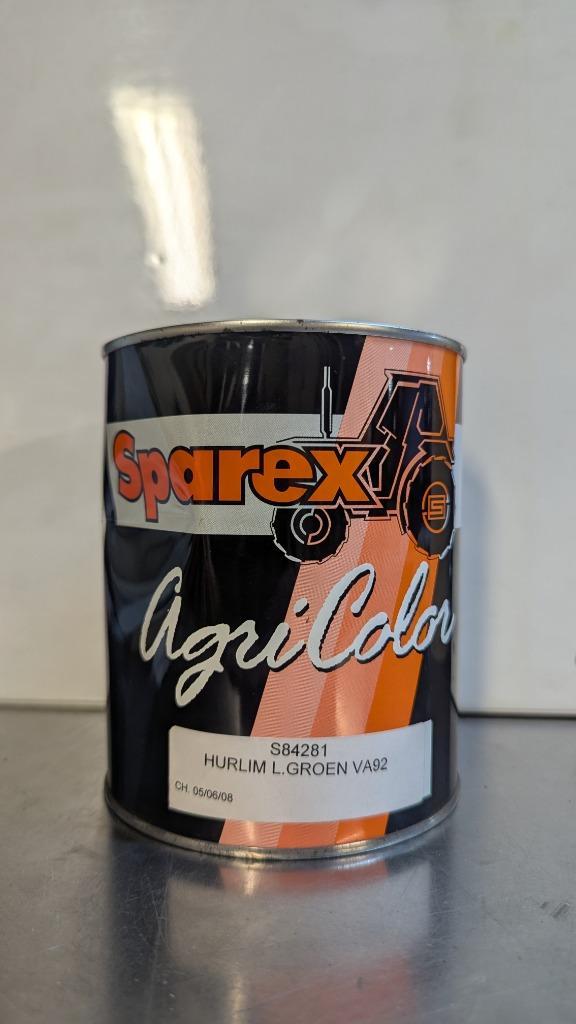 Sparex
S
AgriColor
S84281
HURLIM L.GROEN VA92
CH. 05/06/08